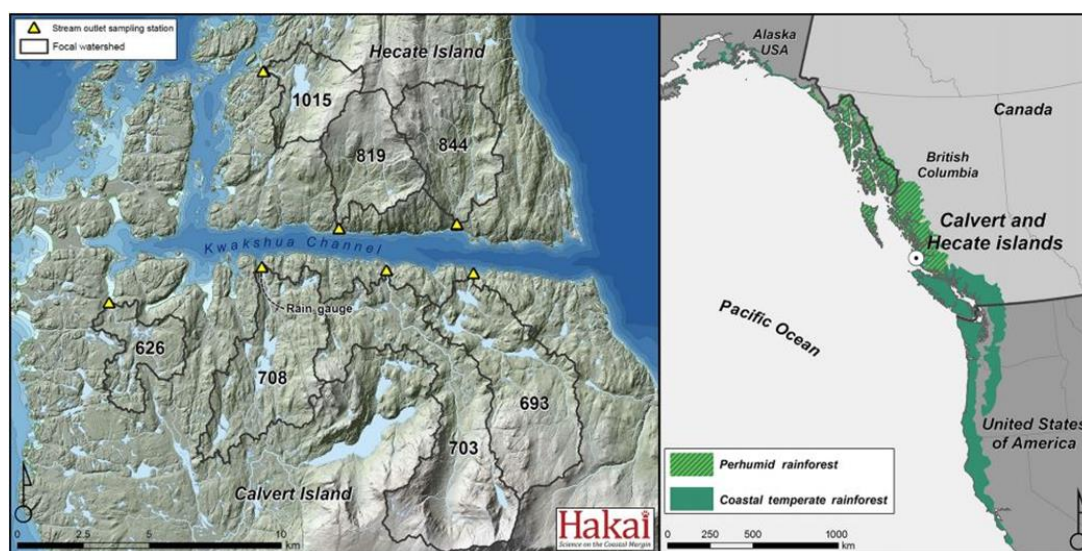 Stream outlet sampling station
Focal watershed
Hecate Island
1015
819
844
Kwakshua Channel
Rain gauge
626
708
693
703
Calvert Island
0 2.5 5 10
km
Hakai
Science on the Coastal Margin
Alaska
USA
Canada
British
Columbia
Calvert and
Hecate islands
Pacific Ocean
United States
of America
Perhumid rainforest
Coastal temperate rainforest
0 250 500 1000
km